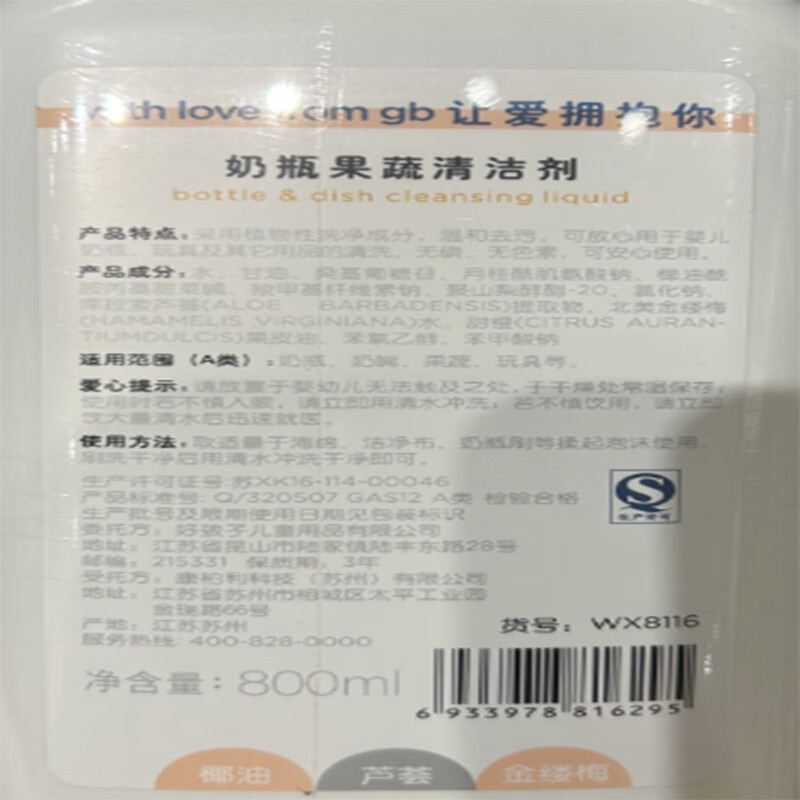 with love from gb 让爱拥抱你
奶瓶果蔬清洁剂
bottle & dish cleansing liquid
产品特点：采用植物性洗净成分，温和去污，可放心用于婴儿
奶瓶、玩具及其它用品的清洗。无磷、无色素，可安心使用。
产品成分：水、甘油、癸基葡糖苷、月桂酰肌氨酸钠、椰油酰
胺丙基甜菜碱、羧甲基纤维素钠、聚山梨醇酯-20、氯化钠、
库拉索芦荟(ALOE BARBADENSIS)提取物、北美金缕梅
(HAMAMELIS VIRGINIANA)水、甜橙(CITRUS AURAN-
TIUMDULCIS)果皮油、苯氧乙醇、苯甲酸钠
适用范围（A类）：奶瓶、奶嘴、果蔬、玩具等。
爱心提示：请放置于婴幼儿无法触及之处，于干燥处常温保存；
使用时若不慎入眼，请立即用清水冲洗；若不慎饮用，请立即
饮大量清水后迅速就医。
使用方法：取适量于海绵、洁净布、奶瓶刷等揉起泡沫使用，
刷洗干净后用清水冲洗干净即可。
生产许可证号：苏XK16-114-00046
产品标准号：Q/320507 GAS12 A类 检验合格
生产批号及限期使用日期见包装标识
委托方：好孩子儿童用品有限公司
地址：江苏省昆山市陆家镇陆丰东路28号
邮编：215331 保质期：3年
受托方：康柏利科技（苏州）有限公司
地址：江苏省苏州市相城区太平工业园
金瑞路66号
产地：江苏苏州
服务热线：400-828-0000
生产许可
货号：WX8116
净含量：800ml
6 933978 816295
椰油 芦荟 金缕梅